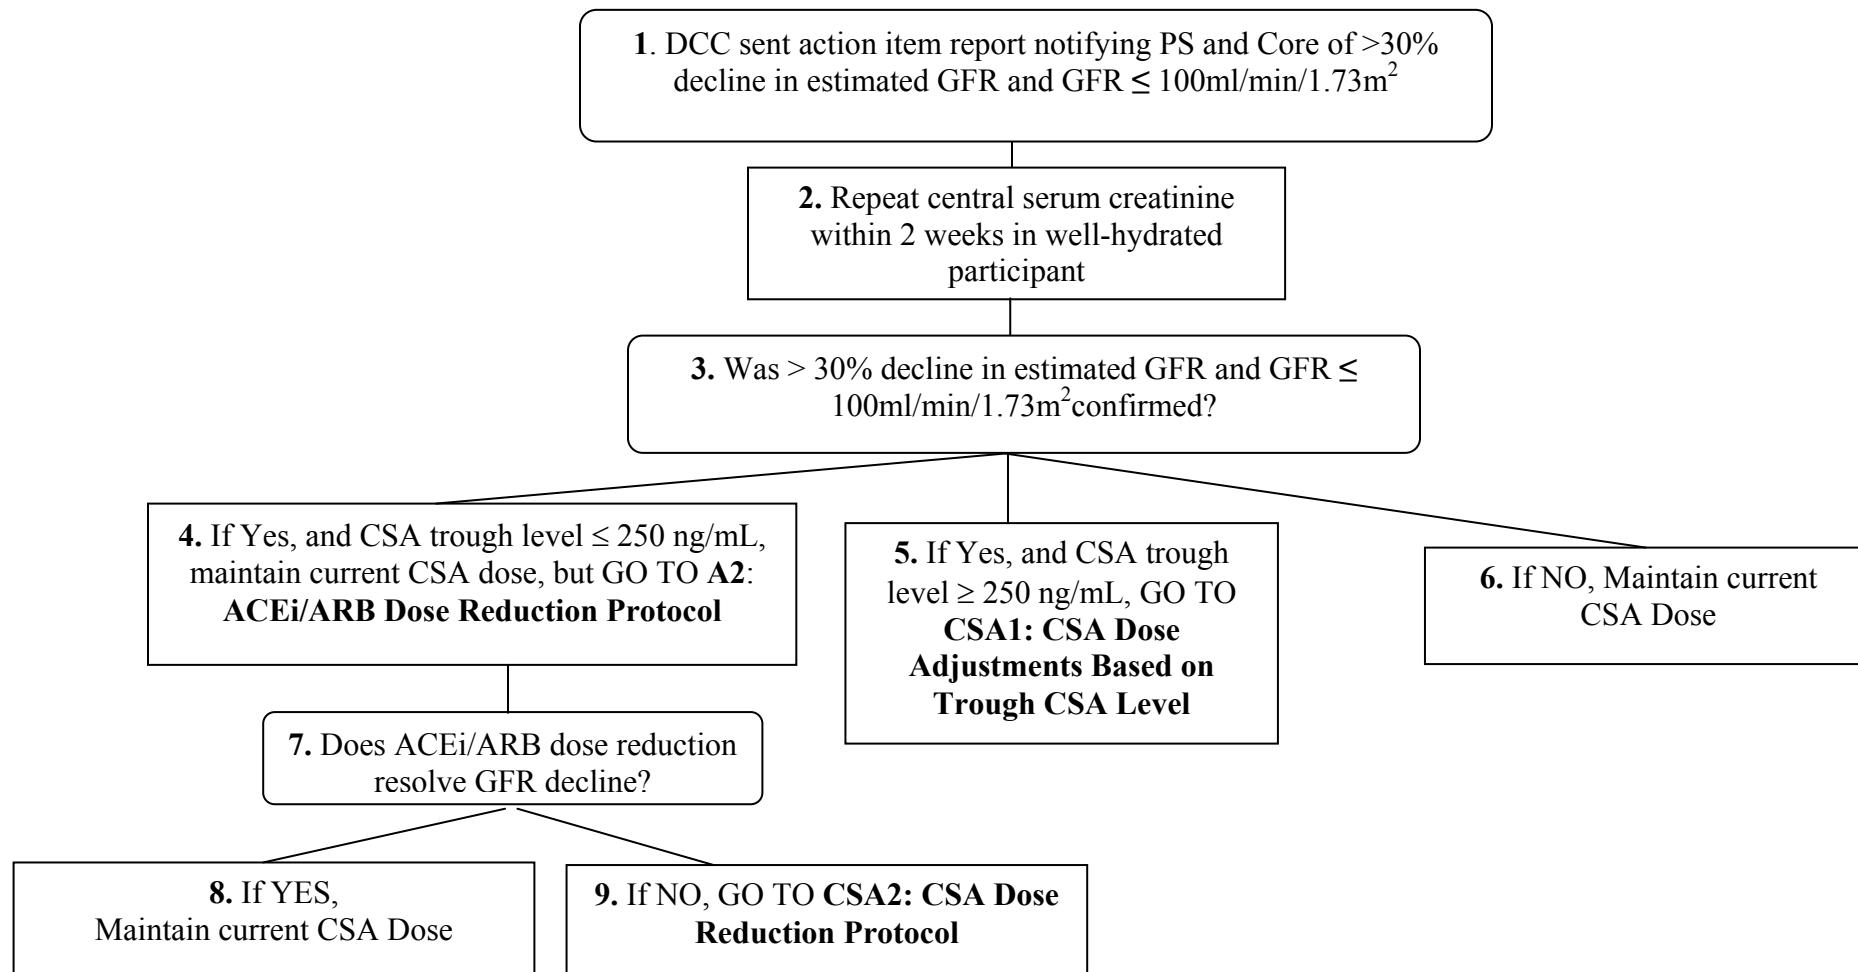 1. DCC sent action item report notifying PS and Core of >30%
decline in estimated GFR and GFR ≤ 100ml/min/1.73m²
2. Repeat central serum creatinine
within 2 weeks in well-hydrated
participant
3. Was > 30% decline in estimated GFR and GFR ≤
100ml/min/1.73m²confirmed?
4. If Yes, and CSA trough level ≤ 250 ng/mL,
maintain current CSA dose, but GO TO A2:
ACEi/ARB Dose Reduction Protocol
5. If Yes, and CSA trough
level ≥ 250 ng/mL, GO TO
CSA1: CSA Dose
Adjustments Based on
Trough CSA Level
6. If NO, Maintain current
CSA Dose
7. Does ACEi/ARB dose reduction
resolve GFR decline?
8. If YES,
Maintain current CSA Dose
9. If NO, GO TO CSA2: CSA Dose
Reduction Protocol